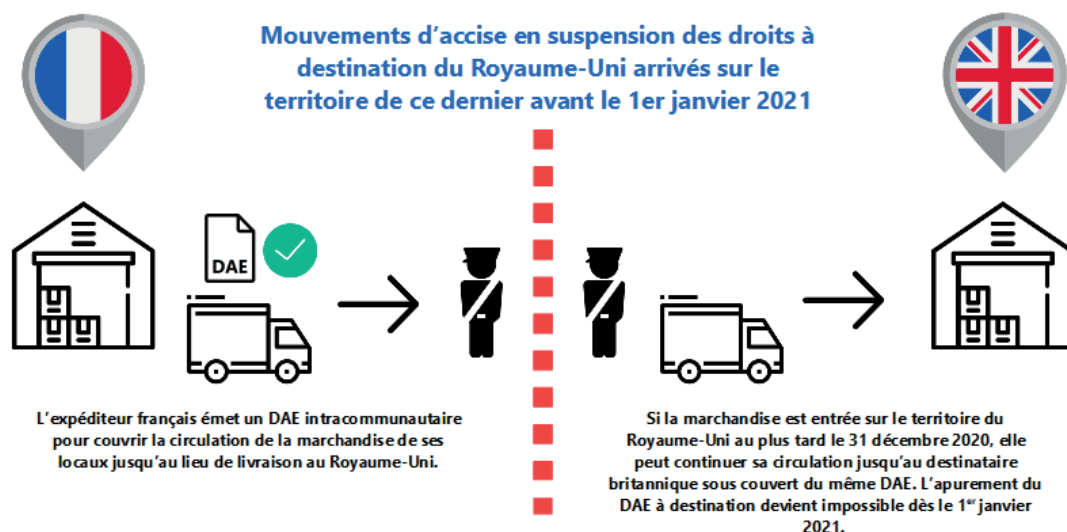 Mouvements d'accise en suspension des droits à
destination du Royaume-Uni arrivés sur le
territoire de ce dernier avant le 1er janvier 2021
DAE
L'expéditeur français émet un DAE intracommunautaire
pour couvrir la circulation de la marchandise de ses
locaux jusqu'au lieu de livraison au Royaume-Uni.
Si la marchandise est entrée sur le territoire du
Royaume-Uni au plus tard le 31 décembre 2020, elle
peut continuer sa circulation jusqu'au destinataire
britannique sous couvert du même DAE. L'apurement du
DAE à destination devient impossible dès le 1er janvier
2021.